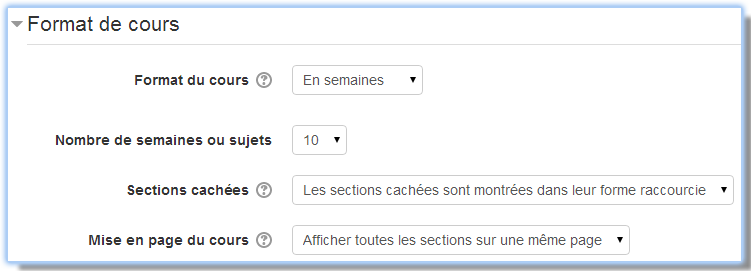 Format de cours
Format du cours En semaines
Nombre de semaines ou sujets 10
Sections cachées Les sections cachées sont montrées dans leur forme raccourcie
Mise en page du cours Afficher toutes les sections sur une même page